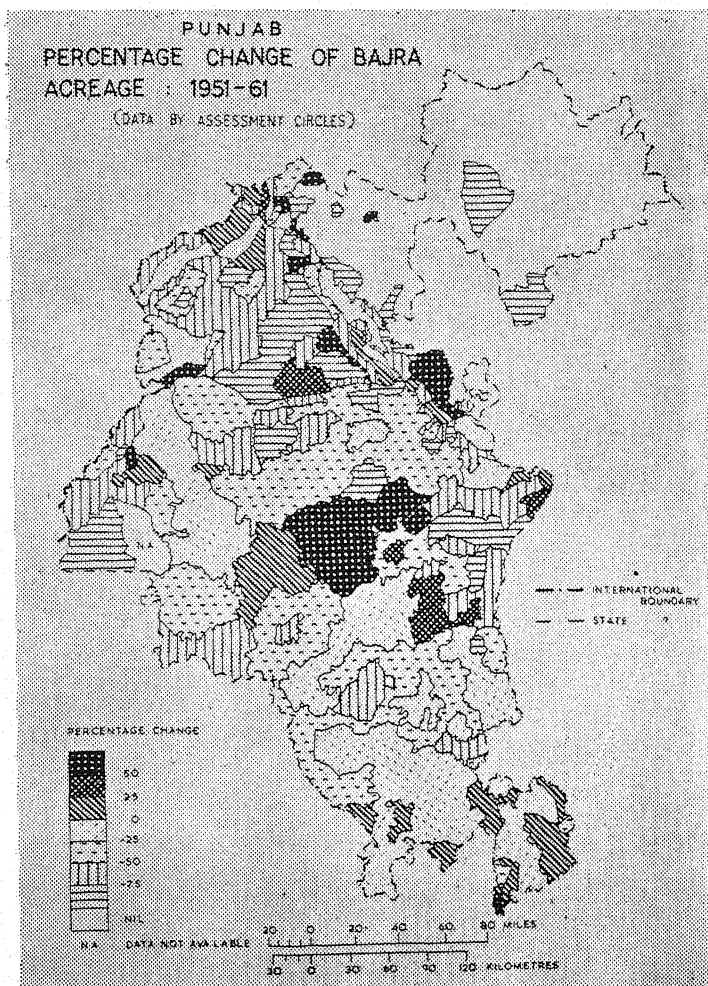 PUNJAB
PERCENTAGE CHANGE OF BAJRA
ACREAGE : 1951-61
(DATA BY ASSESSMENT CIRCLES)
NA
INTERNATIONAL
BOUNDARY
STATE "
PERCENTAGE CHANGE
50
25
0
-25
-50
-75
NIL
NA DATA NOT AVAILABLE
20 0 20 40 60 80 MILES
30 0 30 60 90 120 KILOMETRES